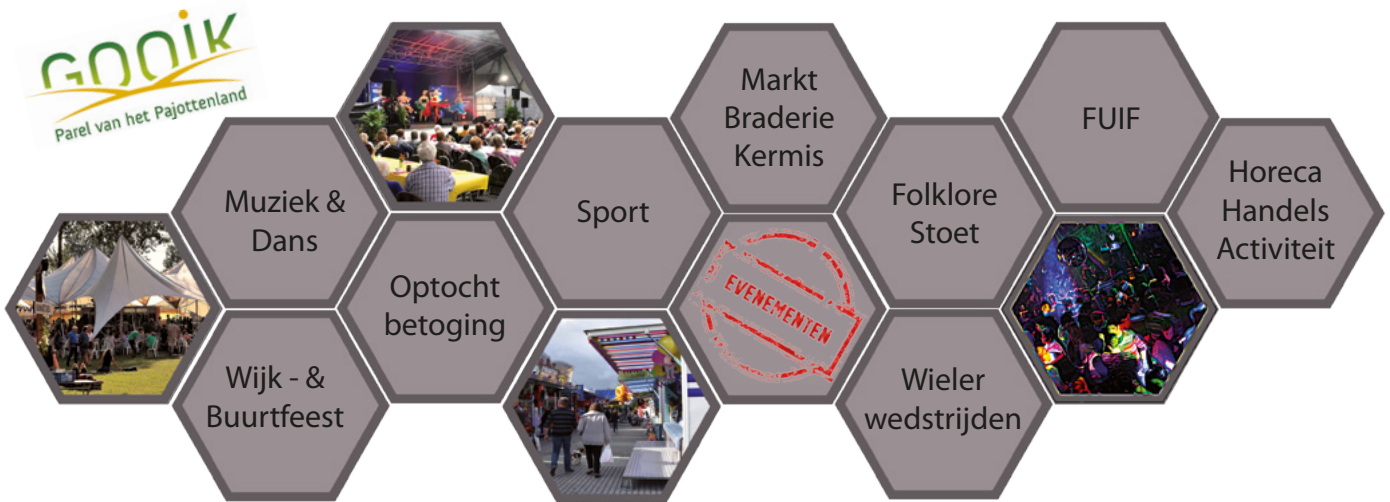 GOOiK
Parel van het Pajottenland
Muziek &
Dans
Wijk - &
Buurtfeest
Optocht
betoging
Sport
Markt
Braderie
Kermis
EVENEMENTEN
Folklore
Stoet
Wieler
wedstrijden
FUIF
Horeca
Handels
Activiteit